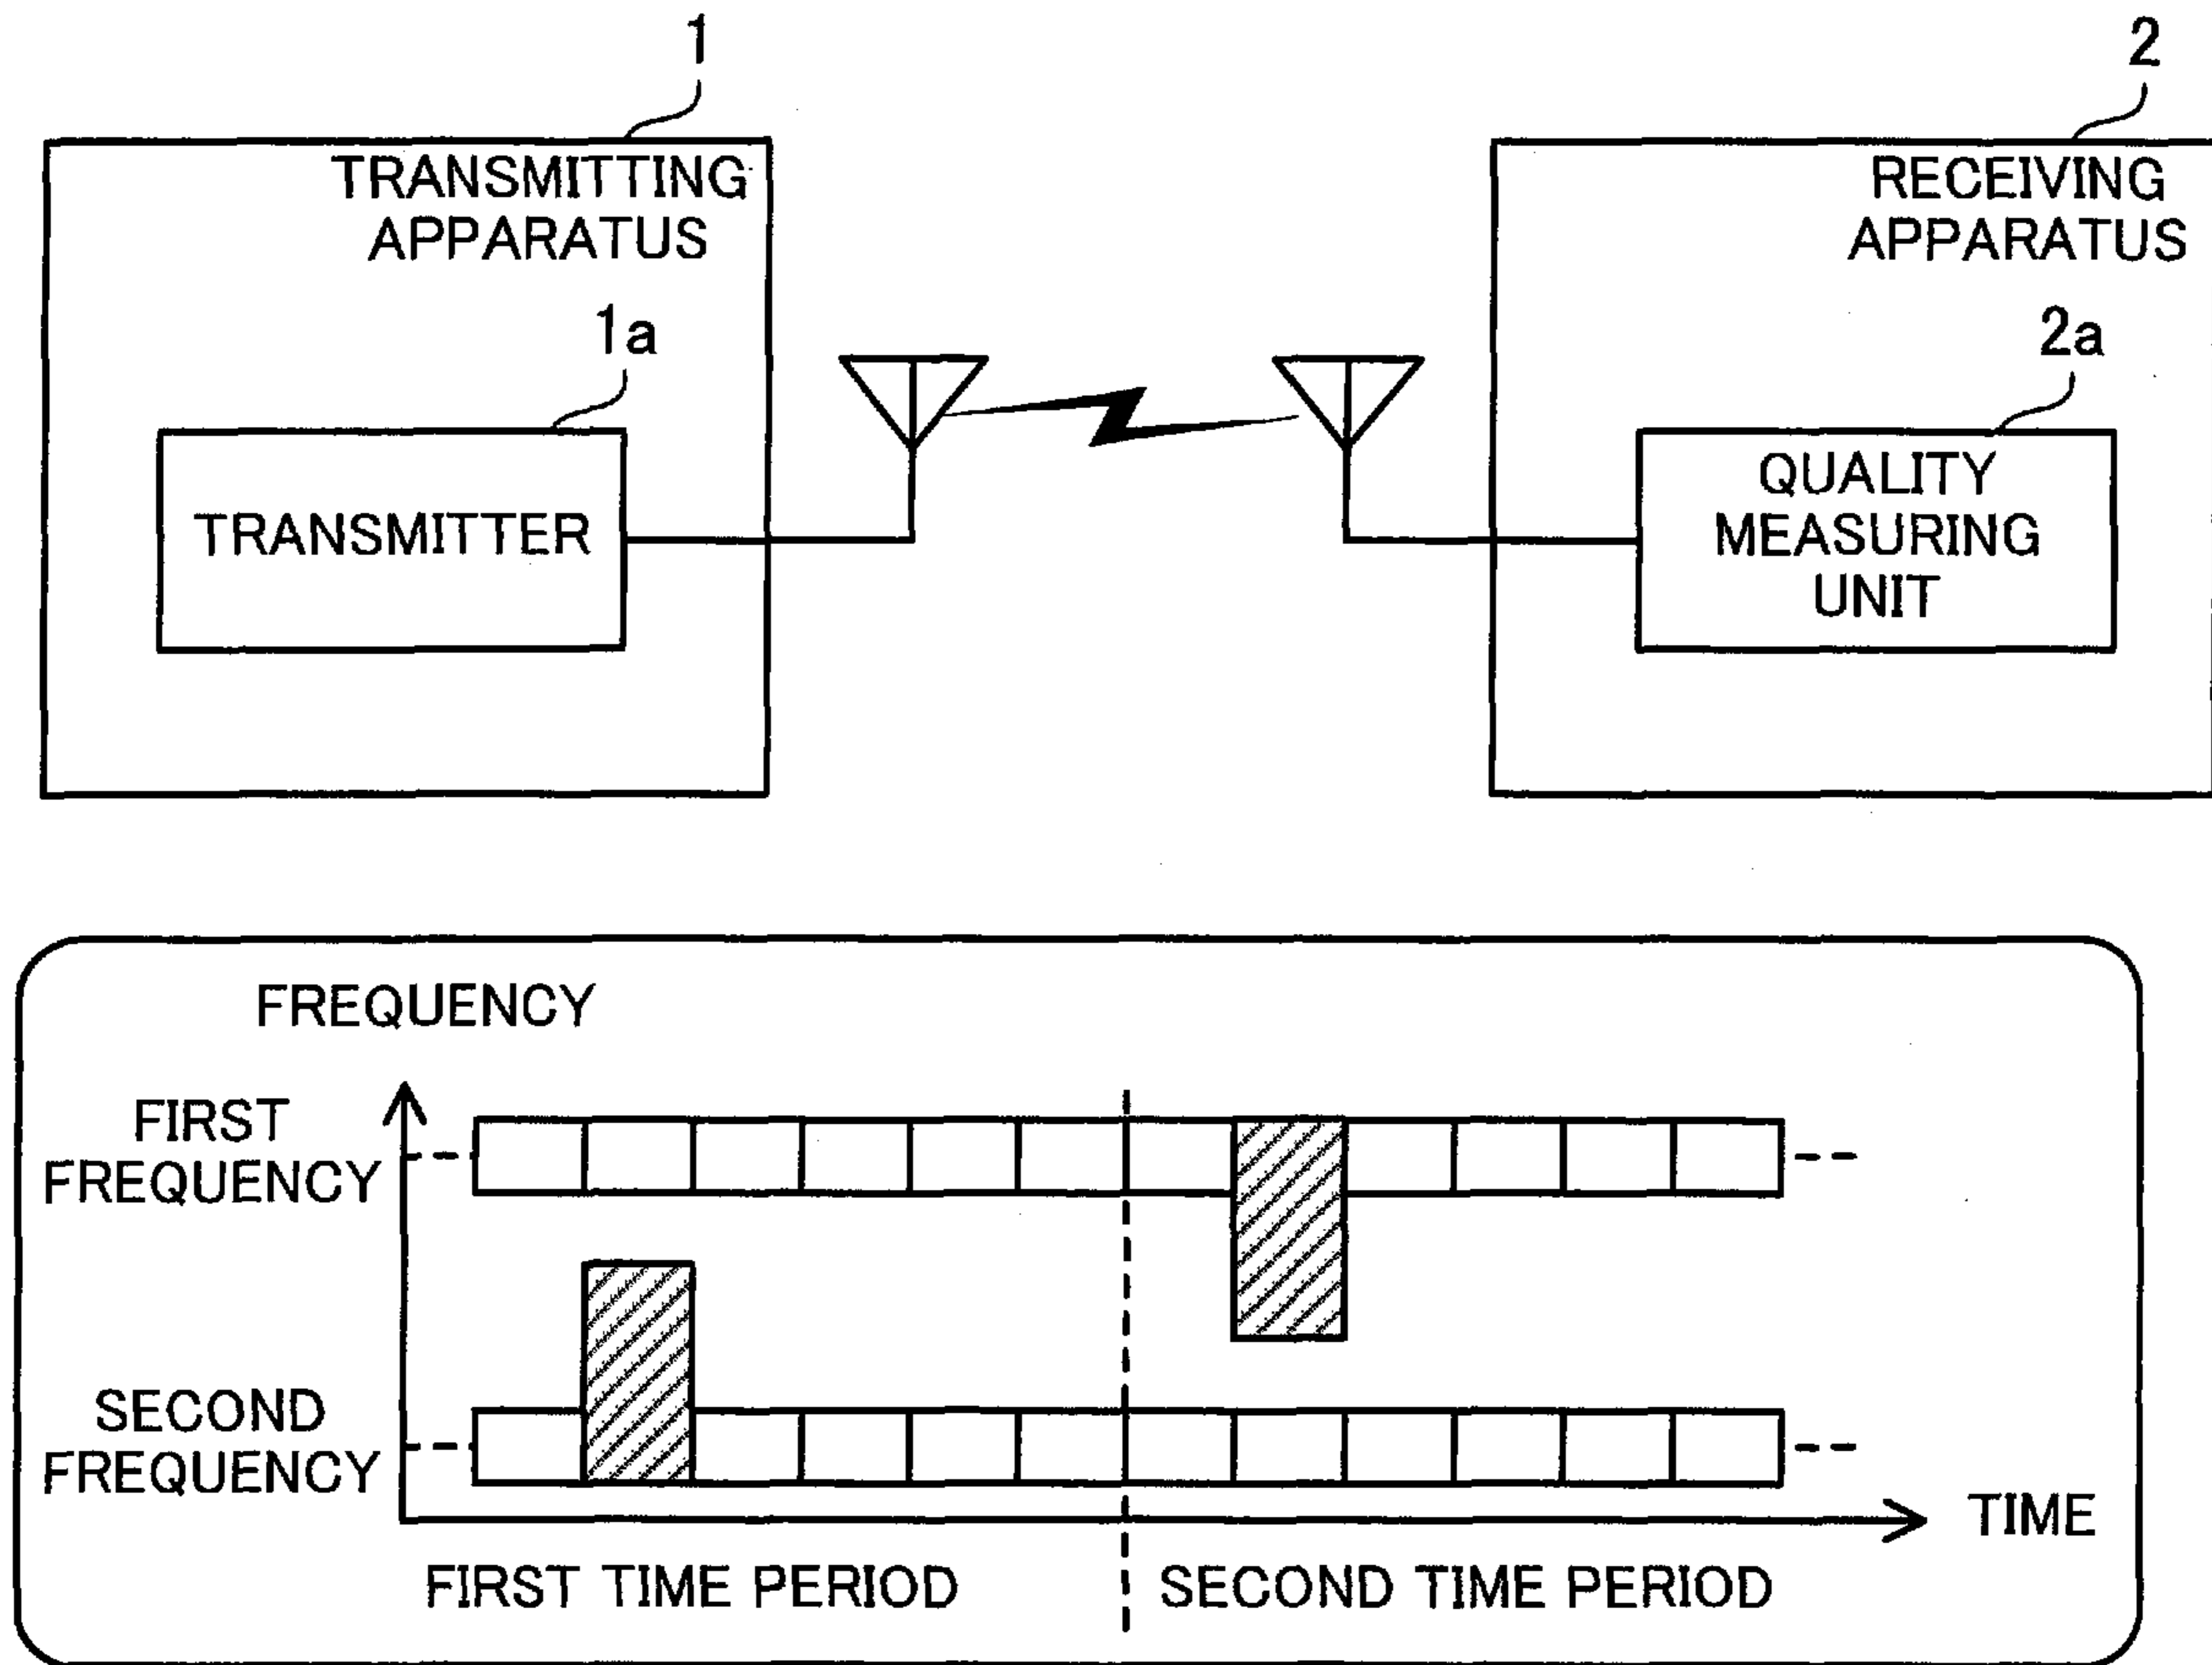 1
2
TRANSMITTING
APPARATUS
RECEIVING
APPARATUS
1a
2a
TRANSMITTER
QUALITY
MEASURING
UNIT
FREQUENCY
FIRST
FREQUENCY
SECOND
FREQUENCY
TIME
FIRST TIME PERIOD
SECOND TIME PERIOD